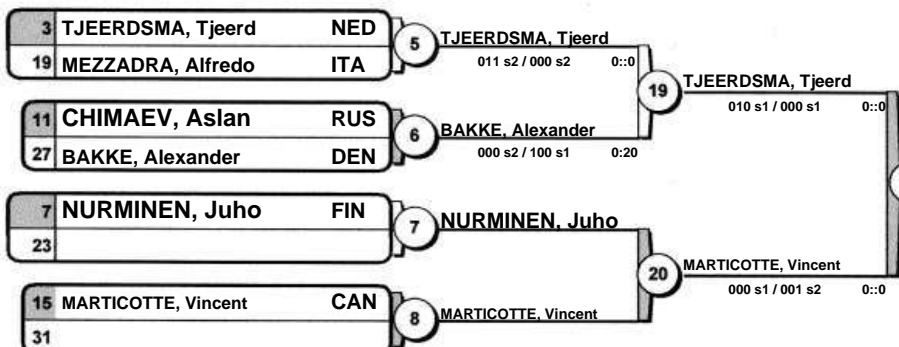 3 TJEERDSMA, Tjeerd NED
19 MEZZADRA, Alfredo ITA
5
TJEERDSMA, Tjeerd
011 s2 / 000 s2 0::0
11 CHIMAEV, Aslan RUS
27 BAKKE, Alexander DEN
6
BAKKE, Alexander
000 s2 / 100 s1 0:20
19
TJEERDSMA, Tjeerd
010 s1 / 000 s1 0::0
7 NURMINEN, Juho FIN
23
7
NURMINEN, Juho
15 MARTICOTTE, Vincent CAN
31
8
MARTICOTTE, Vincent
20
MARTICOTTE, Vincent
000 s1 / 001 s2 0::0